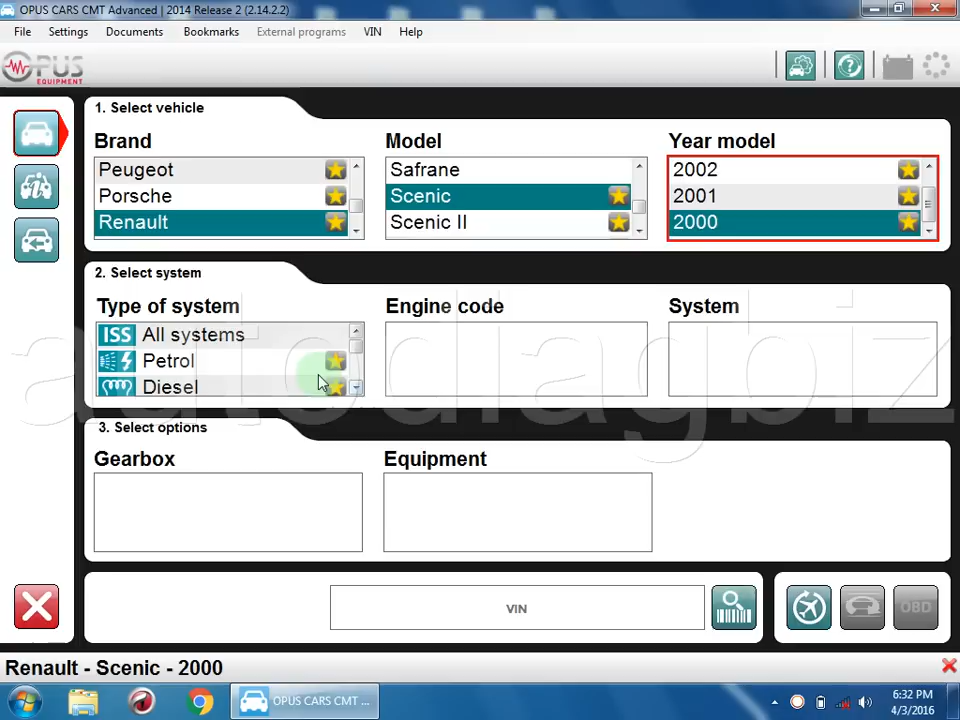 OPUS CARS CMT Advanced | 2014 Release 2 (2.14.2.2)
File Settings Documents Bookmarks External programs VIN Help
OPUS
EQUIPMENT
1. Select vehicle
Brand Model Year model
Peugeot Safrane 2002
Porsche Scenic 2001
Renault Scenic II 2000
2. Select system
Type of system Engine code System
ISS All systems
Petrol
Diesel
autodiagbiz
3. Select options
Gearbox Equipment
VIN
OBD
Renault - Scenic - 2000
OPUS CARS CMT ...
6:32 PM
4/3/2016